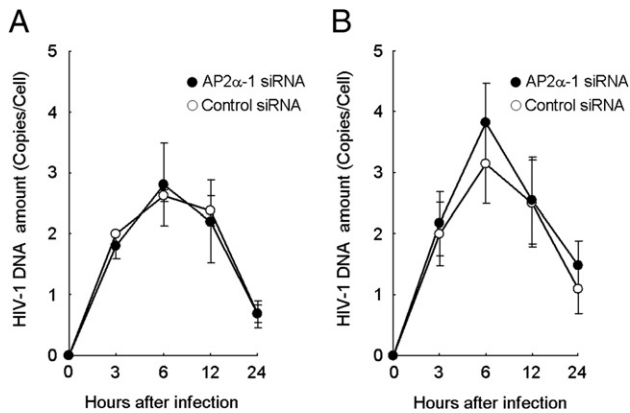 A
HIV-1 DNA amount (Copies/Cell)
5
4
3
2
1
0
AP2α-1 siRNA
Control siRNA
0 3 6 12 24
Hours after infection
B
HIV-1 DNA amount (Copies/Cell)
5
4
3
2
1
0
AP2α-1 siRNA
Control siRNA
0 3 6 12 24
Hours after infection